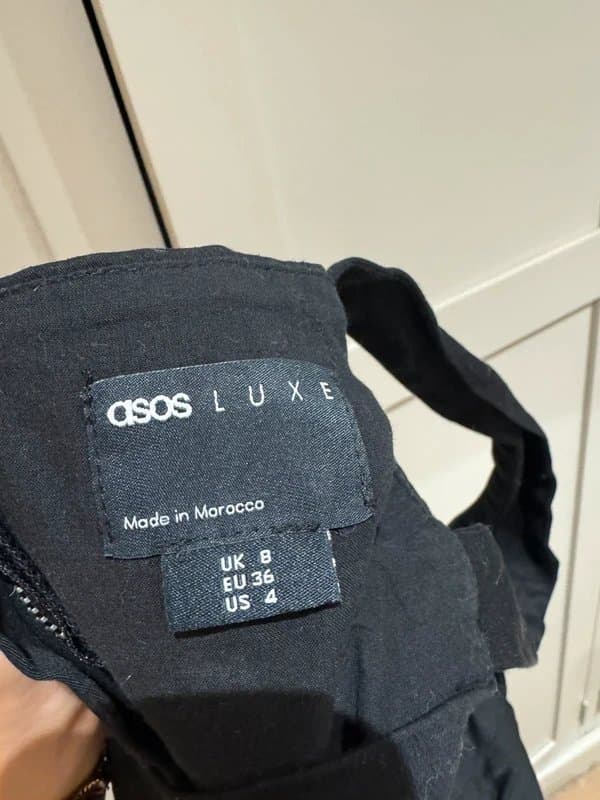 asos LUXE
Made in Morocco
UK 8
EU 36
US 4